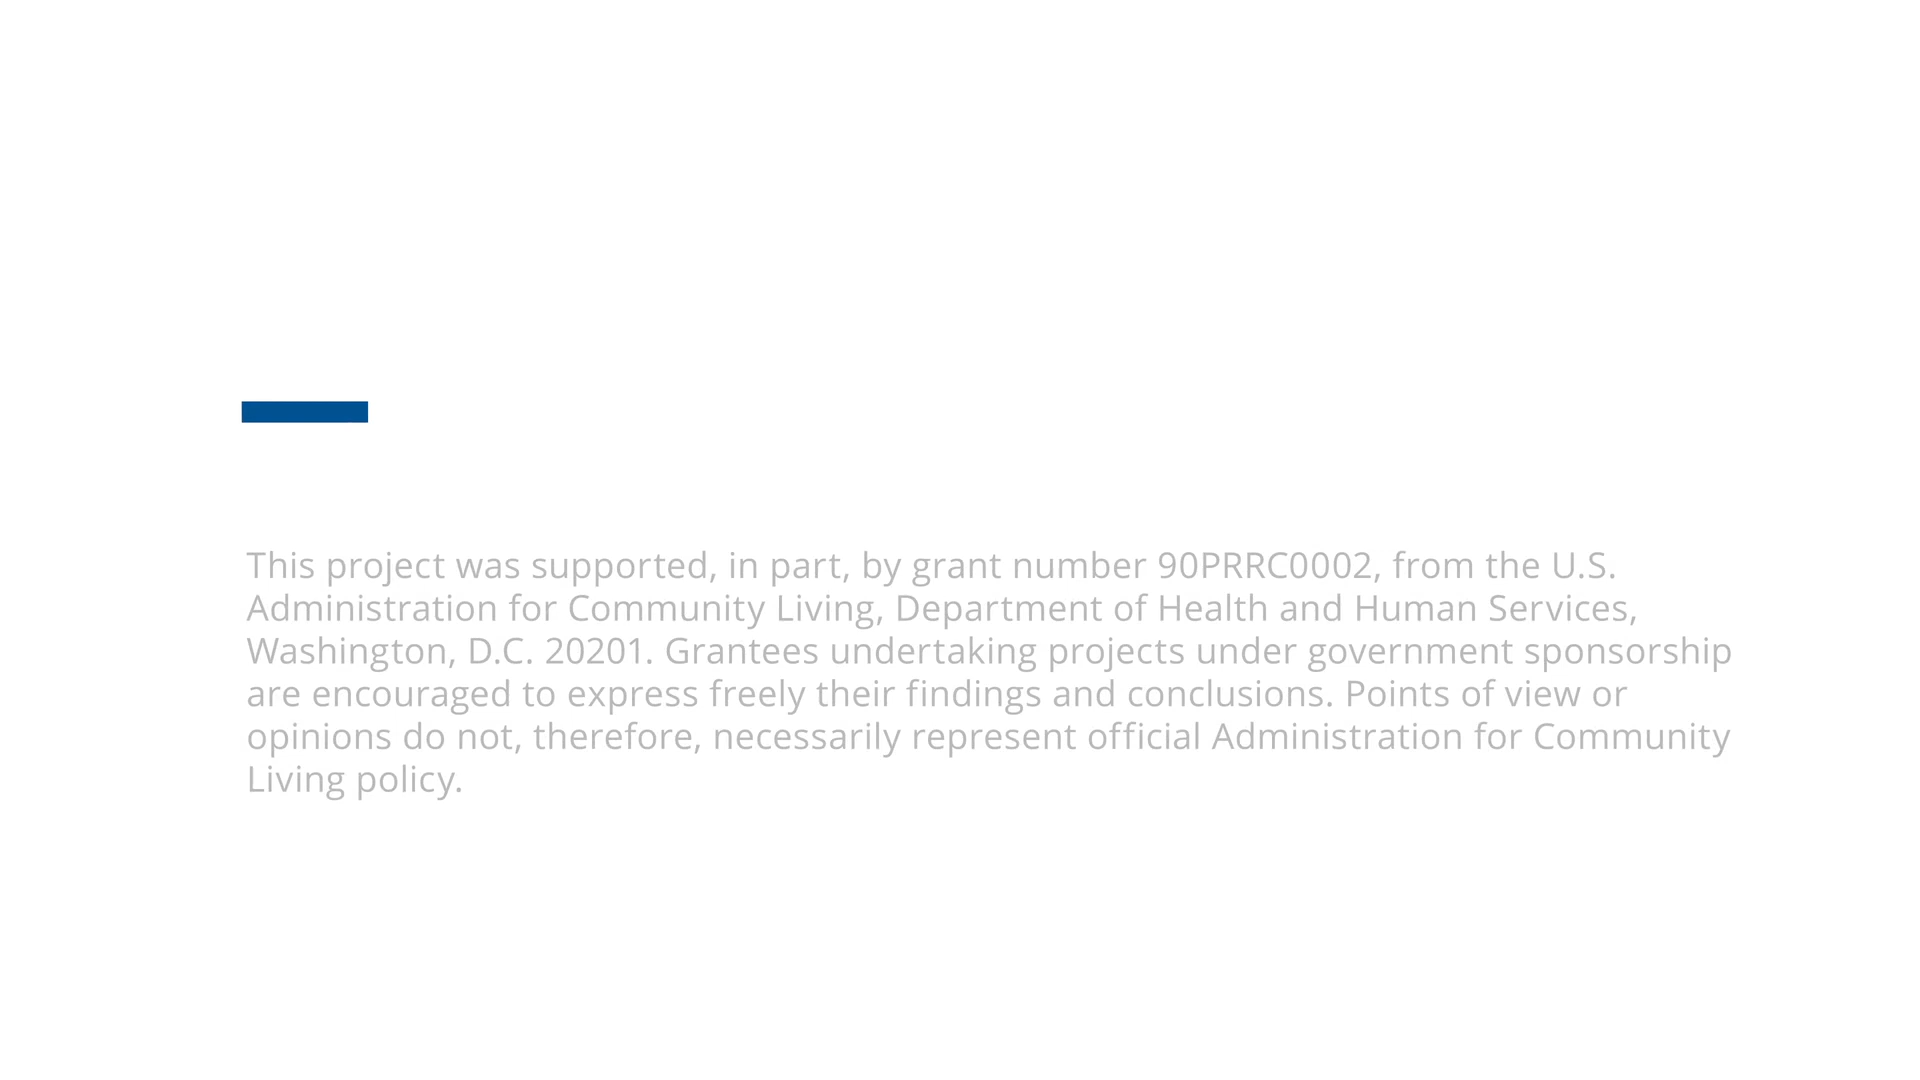 This project was supported, in part, by grant number 90PRRC0002, from the U.S.
Administration for Community Living, Department of Health and Human Services,
Washington, D.C. 20201. Grantees undertaking projects under government sponsorship
are encouraged to express freely their findings and conclusions. Points of view or
opinions do not, therefore, necessarily represent official Administration for Community
Living policy.